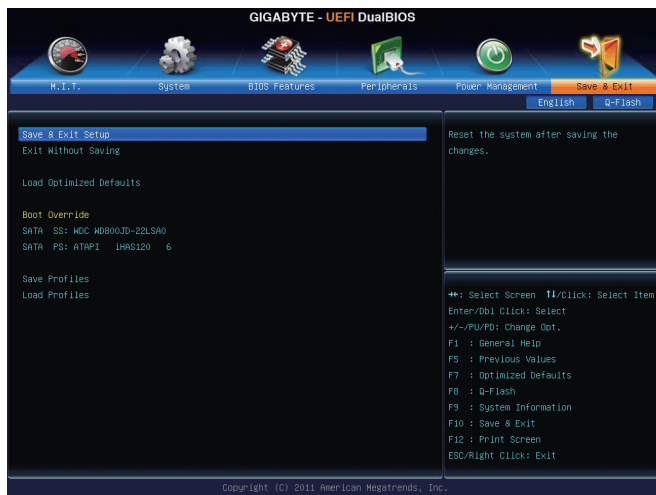 GIGABYTE - UEFI DualBIOS
M.I.T.
System
BIOS Features
Peripherals
Power Management
Save & Exit
English
Q-Flash
Save & Exit Setup
Exit Without Saving
Load Optimized Defaults
Boot Override
SATA SS: WDC WD800JD-22LSA0
SATA PS: ATAPI iHAS120 6
Save Profiles
Load Profiles
Reset the system after saving the
changes.
→←: Select Screen ↑↓/Click: Select Item
Enter/Dbl Click: Select
+/-/PU/PD: Change Opt.
F1 : General Help
F5 : Previous Values
F7 : Optimized Defaults
F8 : Q-Flash
F9 : System Information
F10 : Save & Exit
F12 : Print Screen
ESC/Right Click: Exit
Copyright (C) 2011 American Megatrends, Inc.